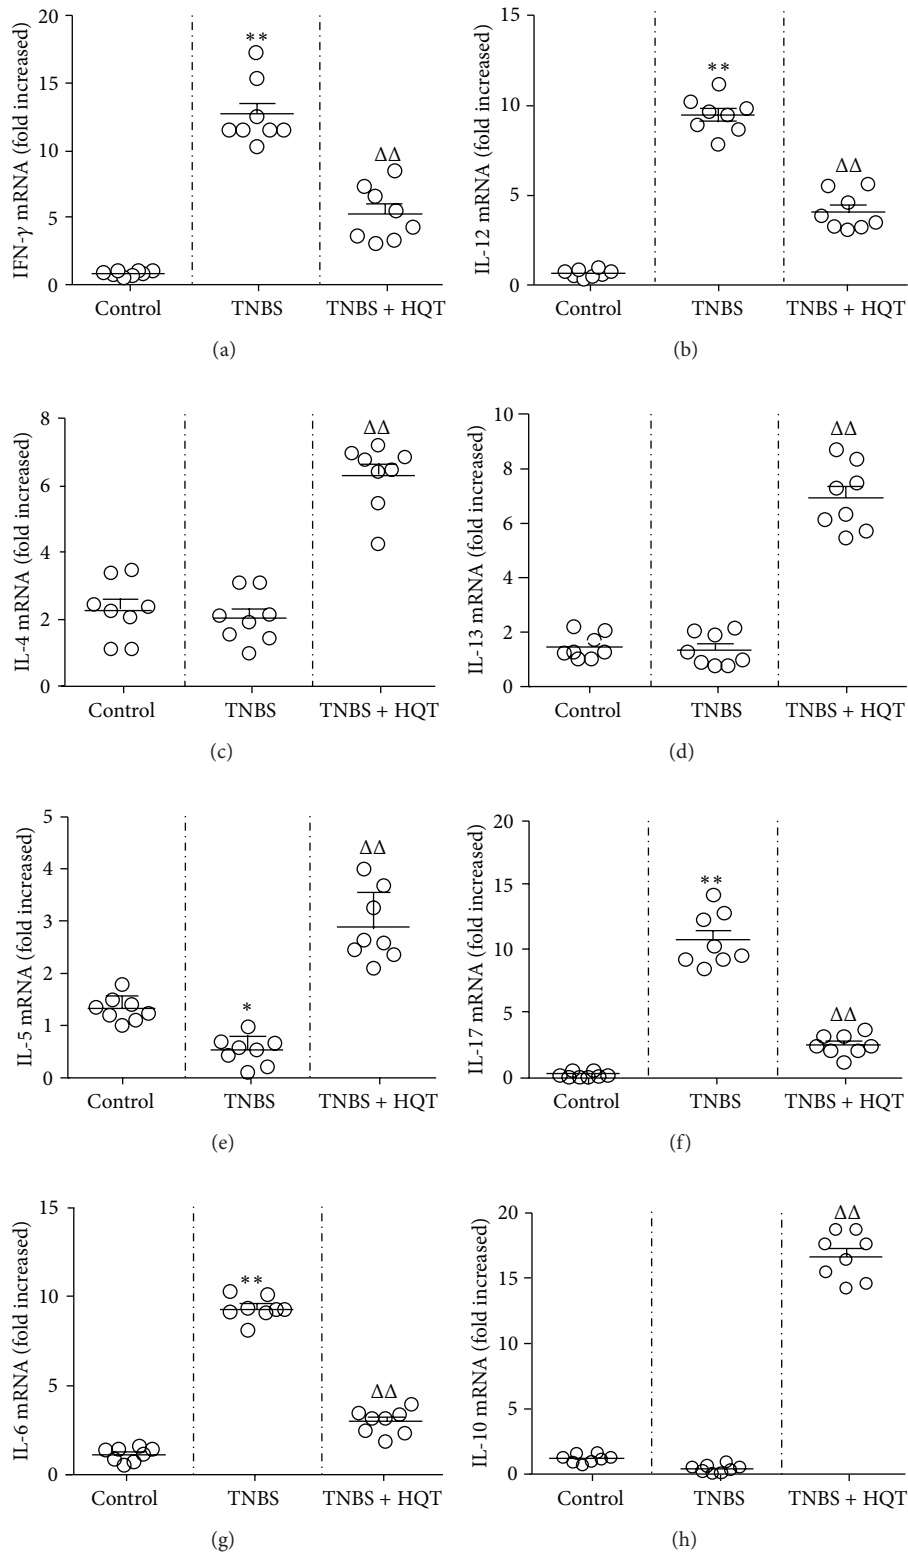 IFN-γ mRNA (fold increased)
20
15
10
5
0
**
ΔΔ
Control TNBS TNBS + HQT
(a)
IL-12 mRNA (fold increased)
15
10
5
0
**
ΔΔ
Control TNBS TNBS + HQT
(b)
IL-4 mRNA (fold increased)
8
6
4
2
0
ΔΔ
Control TNBS TNBS + HQT
(c)
IL-13 mRNA (fold increased)
10
8
6
4
2
0
ΔΔ
Control TNBS TNBS + HQT
(d)
IL-5 mRNA (fold increased)
5
4
3
2
1
0
*
ΔΔ
Control TNBS TNBS + HQT
(e)
IL-17 mRNA (fold increased)
20
15
10
5
0
**
ΔΔ
Control TNBS TNBS + HQT
(f)
IL-6 mRNA (fold increased)
15
10
5
0
**
ΔΔ
Control TNBS TNBS + HQT
(g)
IL-10 mRNA (fold increased)
20
15
10
5
0
ΔΔ
Control TNBS TNBS + HQT
(h)